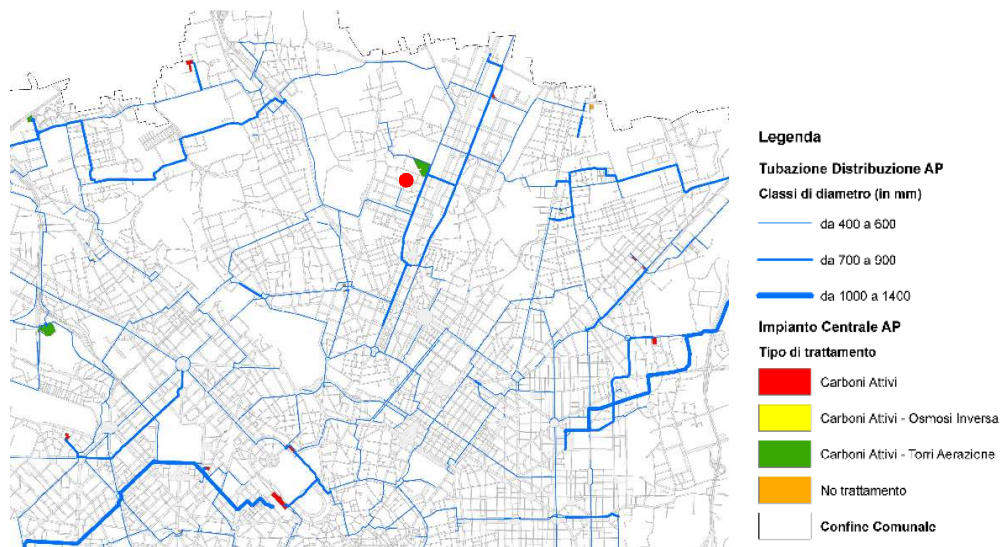 Legenda
Tubazione Distribuzione AP
Classi di diametro (in mm)
da 400 a 600
da 700 a 900
da 1000 a 1400
Impianto Centrale AP
Tipo di trattamento
Carboni Attivi
Carboni Attivi - Osmosi Inversa
Carboni Attivi - Torri Aerazione
No trattamento
Confine Comunale